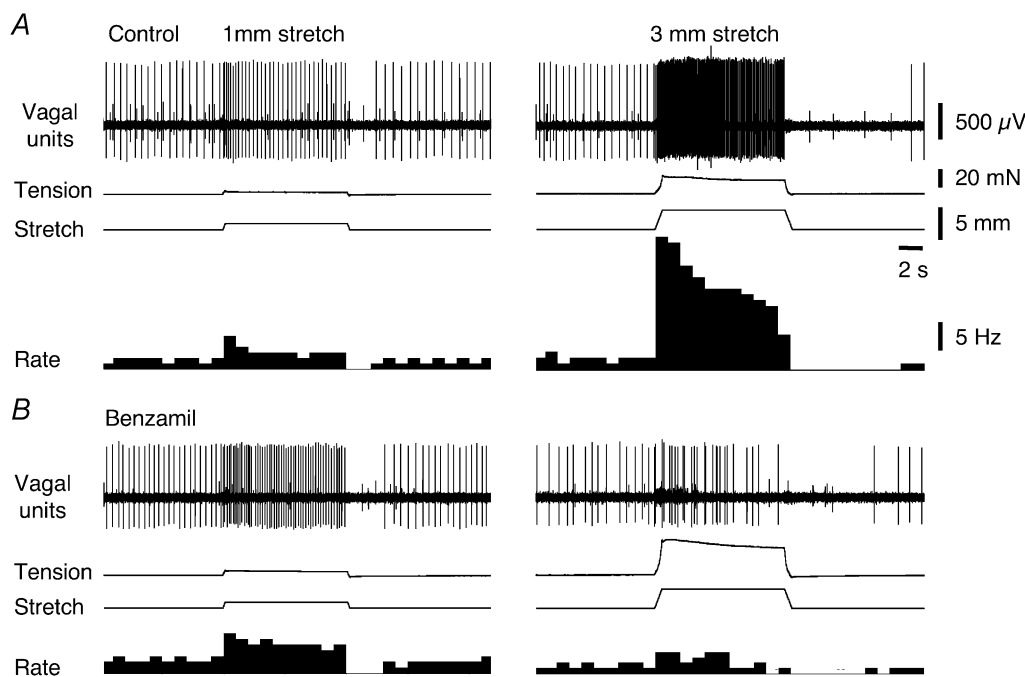 A
Control 1mm stretch 3 mm stretch
Vagal
units
500 µV
Tension
20 mN
Stretch
5 mm
2 s
Rate
5 Hz
B
Benzamil
Vagal
units
Tension
Stretch
Rate